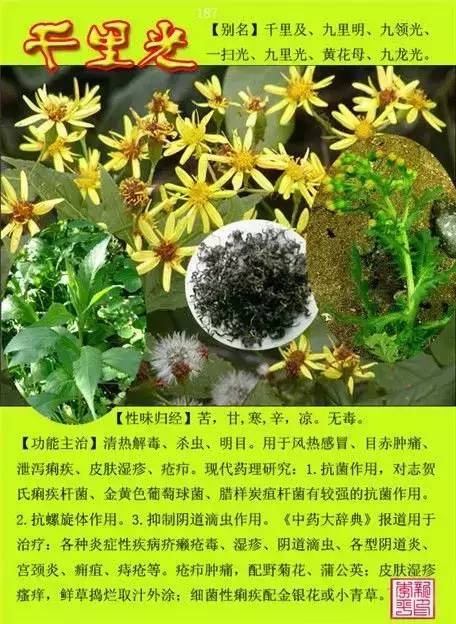 187
千里光
【别名】千里及、九里明、九领光、
一扫光、九里光、黄花母、九龙光。
【性味归经】苦，甘,寒,辛，凉。无毒。
【功能主治】清热解毒、杀虫、明目。用于风热感冒、目赤肿痛、
泄泻痢疾、皮肤湿疹、疮疖。现代药理研究：1.抗菌作用，对志贺
氏痢疾杆菌、金黄色葡萄球菌、腊样炭疽杆菌有较强的抗菌作用。
2.抗螺旋体作用。3.抑制阴道滴虫作用。《中药大辞典》报道用于
治疗：各种炎症性疾病疥癞疮毒、湿疹、阴道滴虫、各型阴道炎、
宫颈炎、痈疽、痔疮等。疮疖肿痛，配野菊花、蒲公英；皮肤湿疹
瘙痒，鲜草捣烂取汁外涂；细菌性痢疾配金银花或小青草。